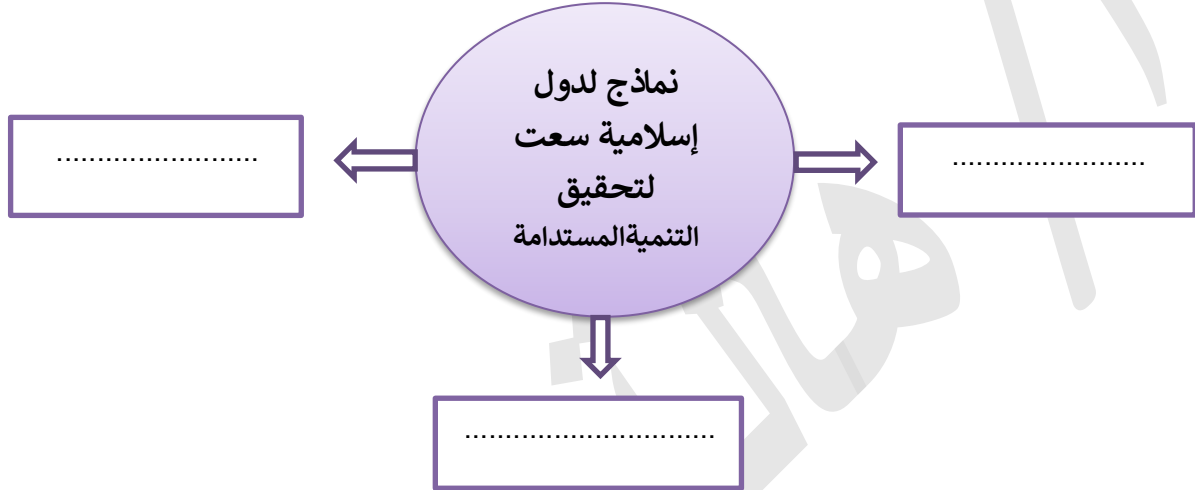 نماذج لدول
إسلامية سعت
لتحقيق
التنميةالمستدامة
........................
.........................
...............................